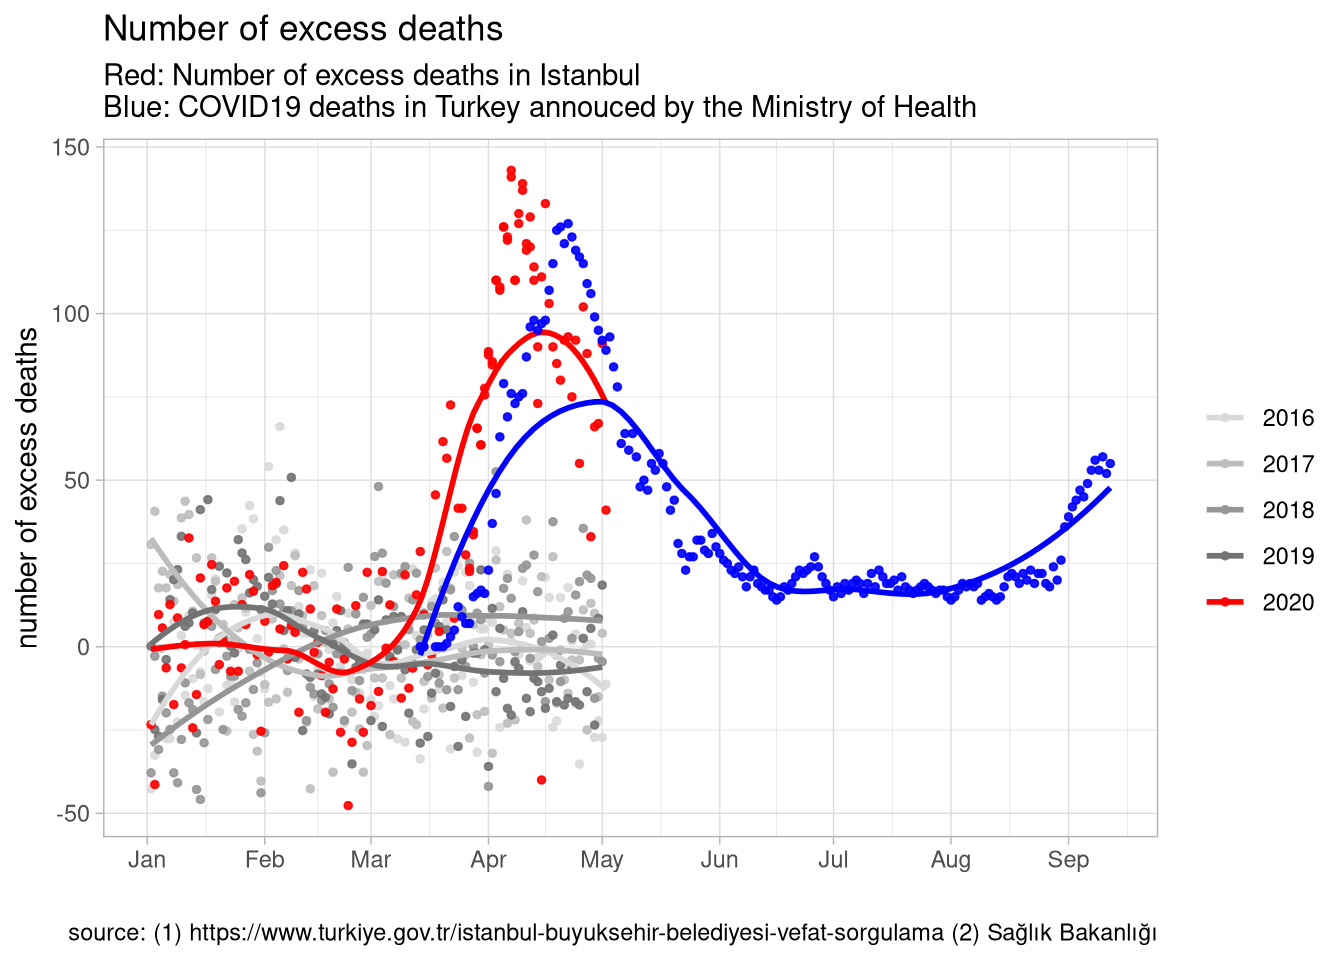 Number of excess deaths
Red: Number of excess deaths in Istanbul
Blue: COVID19 deaths in Turkey annouced by the Ministry of Health
number of excess deaths
150
100
50
0
-50
Jan
Feb
Mar
Apr
May
Jun
Jul
Aug
Sep
2016
2017
2018
2019
2020
source: (1) https://www.turkiye.gov.tr/istanbul-buyuksehir-belediyesi-vefat-sorgulama (2) Sağlık Bakanlığı